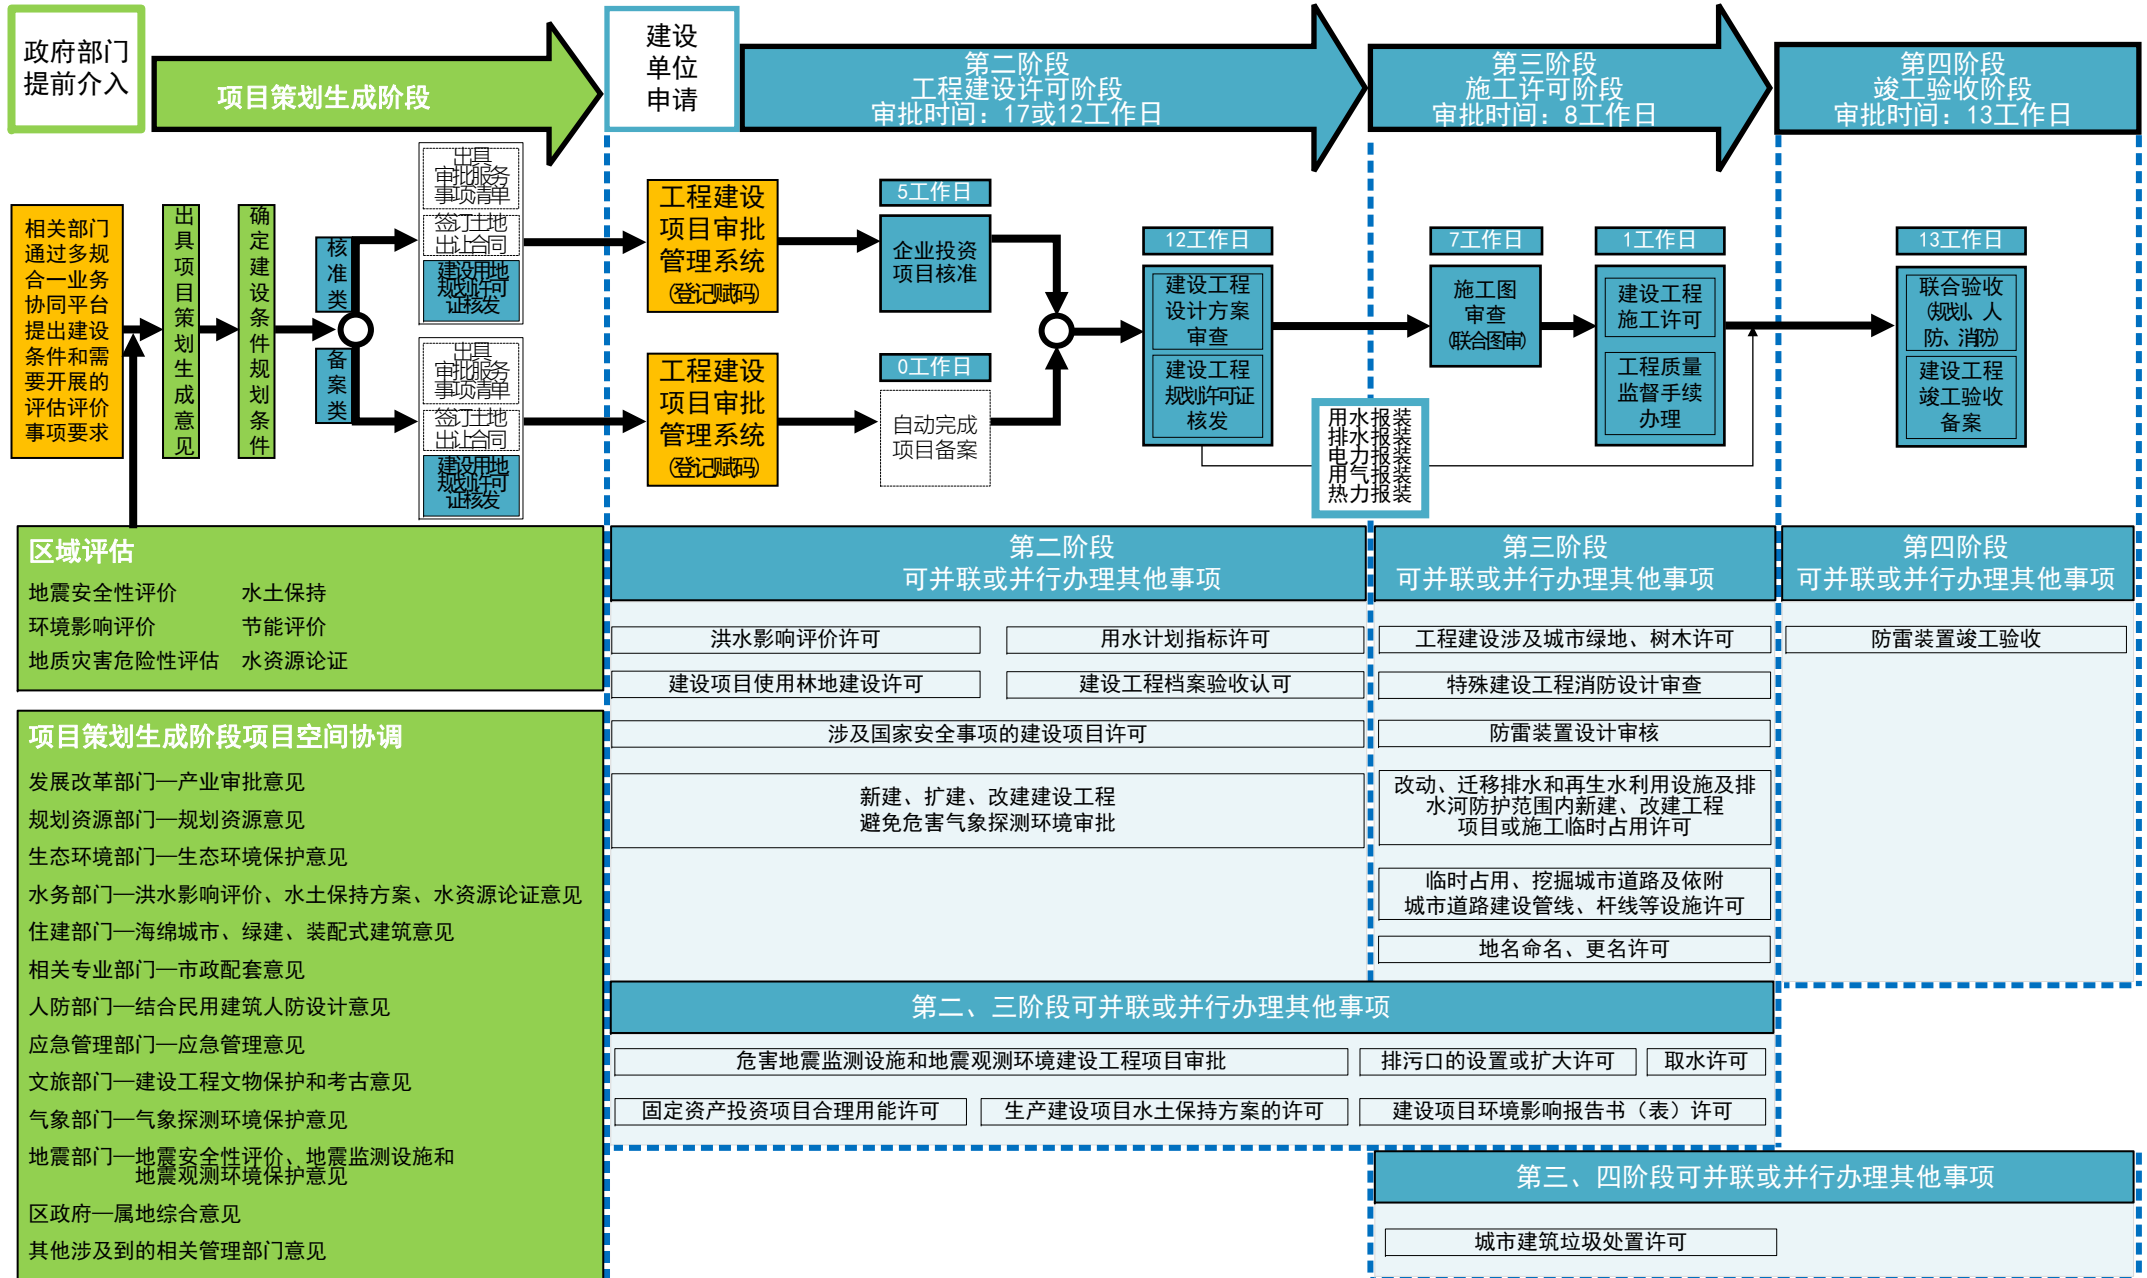 政府部门
提前介入
项目策划生成阶段
建设
单位
申请
第二阶段
工程建设许可阶段
审批时间：17或12工作日
第三阶段
施工许可阶段
审批时间：8工作日
第四阶段
竣工验收阶段
审批时间：13工作日
相关部门
通过多规
合一业务
协同平台
提出建设
条件和需
要开展的
评估评价
事项要求
出具项目策划生成意见
确定建设条件规划条件
核准类
备案类
出具
审批服务
事项清单
签订土地
出让合同
建设用地
规划许可
证核发
出具
审批服务
事项清单
签订土地
出让合同
建设用地
规划许可
证核发
工程建设
项目审批
管理系统
(登记赋码)
工程建设
项目审批
管理系统
(登记赋码)
5工作日
企业投资
项目核准
0工作日
自动完成
项目备案
12工作日
建设工程
设计方案
审查
建设工程
规划许可证
核发
用水报装
排水报装
电力报装
用气报装
热力报装
7工作日
施工图
审查
(联合图审)
1工作日
建设工程
施工许可
工程质量
监督手续
办理
13工作日
联合验收
(规划、人
防、消防)
建设工程
竣工验收
备案
区域评估
地震安全性评价 水土保持
环境影响评价 节能评价
地质灾害危险性评估 水资源论证
项目策划生成阶段项目空间协调
发展改革部门—产业审批意见
规划资源部门—规划资源意见
生态环境部门—生态环境保护意见
水务部门—洪水影响评价、水土保持方案、水资源论证意见
住建部门—海绵城市、绿建、装配式建筑意见
相关专业部门—市政配套意见
人防部门—结合民用建筑人防设计意见
应急管理部门—应急管理意见
文旅部门—建设工程文物保护和考古意见
气象部门—气象探测环境保护意见
地震部门—地震安全性评价、地震监测设施和
地震观测环境保护意见
区政府—属地综合意见
其他涉及到的相关管理部门意见
第二阶段
可并联或并行办理其他事项
洪水影响评价许可
用水计划指标许可
建设项目使用林地建设许可
建设工程档案验收认可
涉及国家安全事项的建设项目许可
新建、扩建、改建建设工程
避免危害气象探测环境审批
第三阶段
可并联或并行办理其他事项
工程建设涉及城市绿地、树木许可
特殊建设工程消防设计审查
防雷装置设计审核
改动、迁移排水和再生水利用设施及排
水河防护范围内新建、改建工程
项目或施工临时占用许可
临时占用、挖掘城市道路及依附
城市道路建设管线、杆线等设施许可
地名命名、更名许可
第四阶段
可并联或并行办理其他事项
防雷装置竣工验收
第二、三阶段可并联或并行办理其他事项
危害地震监测设施和地震观测环境建设工程项目审批
排污口的设置或扩大许可
取水许可
固定资产投资项目合理用能许可
生产建设项目水土保持方案的许可
建设项目环境影响报告书（表）许可
第三、四阶段可并联或并行办理其他事项
城市建筑垃圾处置许可